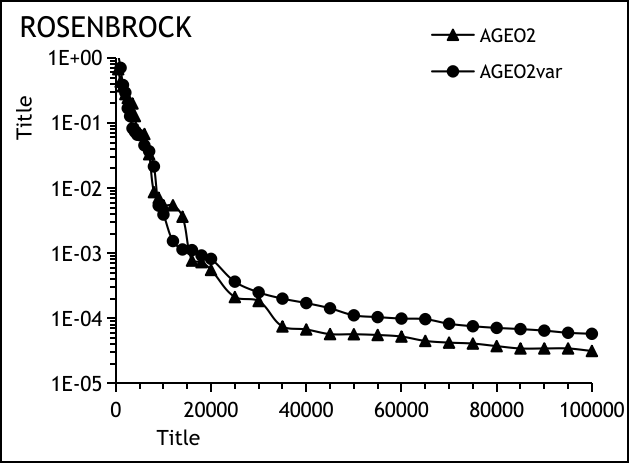 ROSENBROCK
AGEO2
AGEO2var
Title
1E+00
1E-01
1E-02
1E-03
1E-04
1E-05
0 20000 40000 60000 80000 100000
Title